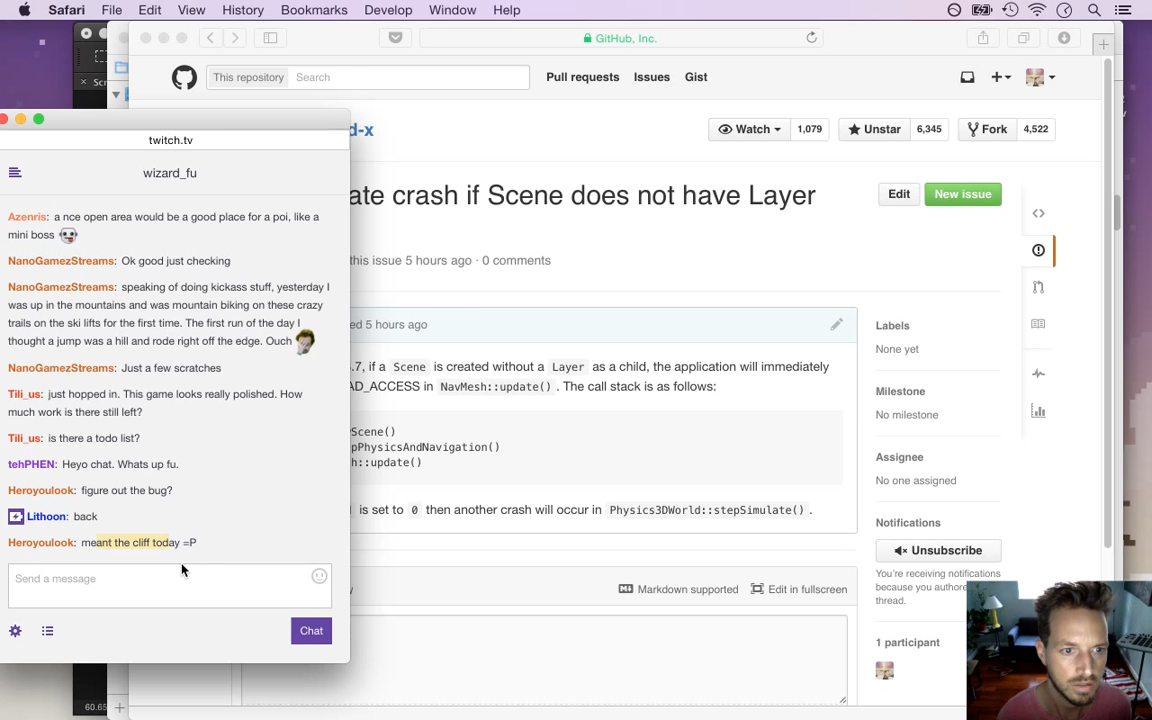 Safari File Edit View History Bookmarks Develop Window Help
GitHub, Inc.
This repository Search Pull requests Issues Gist
Scr
twitch.tv
wizard_fu
Azenris: a nce open area would be a good place for a poi, like a
mini boss
NanoGamezStreams: Ok good just checking
NanoGamezStreams: speaking of doing kickass stuff, yesterday I
was up in the mountains and was mountain biking on these crazy
trails on the ski lifts for the first time. The first run of the day I
thought a jump was a hill and rode right off the edge. Ouch
NanoGamezStreams: Just a few scratches
Tili_us: just hopped in. This game looks really polished. How
much work is there still left?
Tili_us: is there a todo list?
tehPHEN: Heyo chat. Whats up fu.
Heroyoulook: figure out the bug?
Lithoon: back
Heroyoulook: meant the cliff today =P
Send a message
Chat
60.65
d-x
Watch 1,079 Unstar 6,345 Fork 4,522
ate crash if Scene does not have Layer
Edit New issue
this issue 5 hours ago · 0 comments
ed 5 hours ago
.7, if a Scene is created without a Layer as a child, the application will immediately
AD_ACCESS in NavMesh::update() . The call stack is as follows:
Scene()
pPhysicsAndNavigation()
h::update()
is set to 0 then another crash will occur in Physics3DWorld::stepSimulate() .
Markdown supported Edit in fullscreen
Labels
None yet
Milestone
No milestone
Assignee
No one assigned
Notifications
Unsubscribe
You're receiving notifications
because you authore
thread.
1 participant